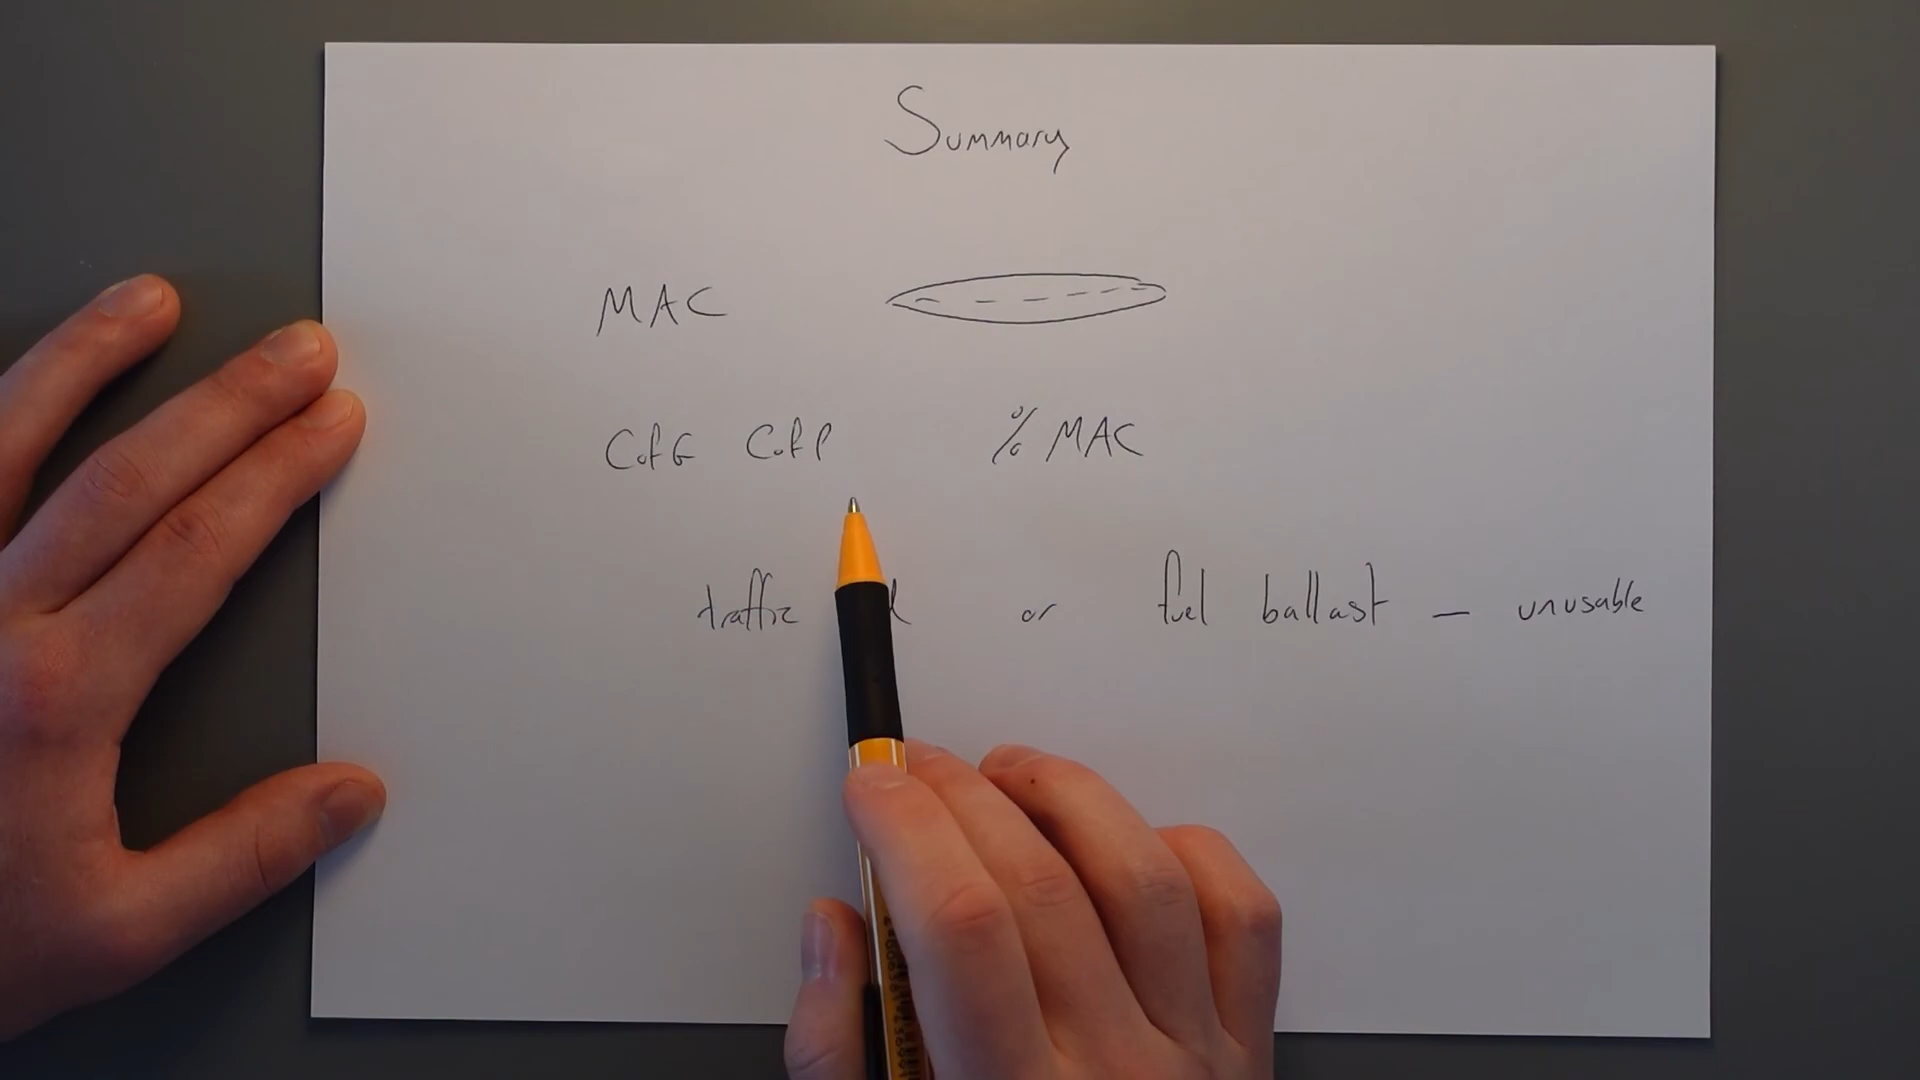 Summary
MAC
CofG CofP % MAC
traffic or fuel ballast - unusable